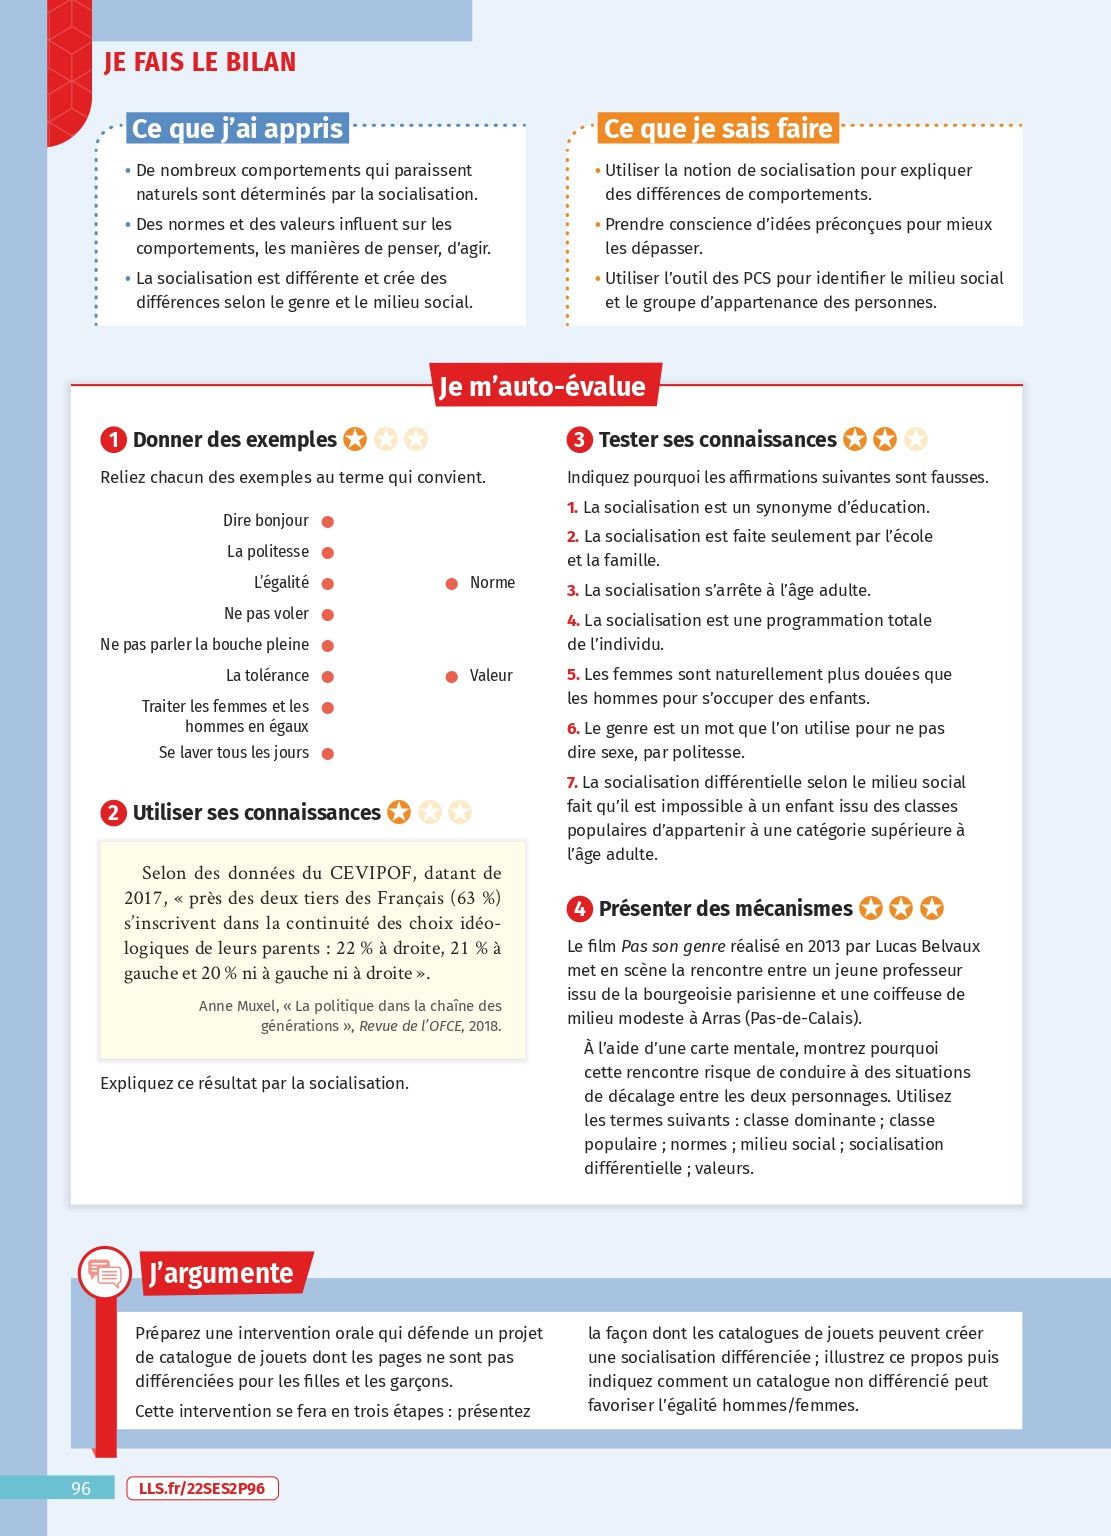 JE FAIS LE BILAN
Ce que j'ai appris
• De nombreux comportements qui paraissent
naturels sont déterminés par la socialisation.
• Des normes et des valeurs influent sur les
comportements, les manières de penser, d'agir.
• La socialisation est différente et crée des
différences selon le genre et le milieu social.
Ce que je sais faire
• Utiliser la notion de socialisation pour expliquer
des différences de comportements.
• Prendre conscience d'idées préconçues pour mieux
les dépasser.
• Utiliser l'outil des PCS pour identifier le milieu social
et le groupe d'appartenance des personnes.
Je m'auto-évalue
1 Donner des exemples
Reliez chacun des exemples au terme qui convient.
Dire bonjour
La politesse
L'égalité
Norme
Ne pas voler
Ne pas parler la bouche pleine
La tolérance
Valeur
Traiter les femmes et les
hommes en égaux
Se laver tous les jours
2 Utiliser ses connaissances
Selon des données du CEVIPOF, datant de
2017, « près des deux tiers des Français (63 %)
s'inscrivent dans la continuité des choix idéo-
logiques de leurs parents : 22 % à droite, 21 % à
gauche et 20 % ni à gauche ni à droite ».
Anne Muxel, « La politique dans la chaîne des
générations », Revue de l'OFCE, 2018.
Expliquez ce résultat par la socialisation.
3 Tester ses connaissances
Indiquez pourquoi les affirmations suivantes sont fausses.
1. La socialisation est un synonyme d'éducation.
2. La socialisation est faite seulement par l'école
et la famille.
3. La socialisation s'arrête à l'âge adulte.
4. La socialisation est une programmation totale
de l'individu.
5. Les femmes sont naturellement plus douées que
les hommes pour s'occuper des enfants.
6. Le genre est un mot que l'on utilise pour ne pas
dire sexe, par politesse.
7. La socialisation différentielle selon le milieu social
fait qu'il est impossible à un enfant issu des classes
populaires d'appartenir à une catégorie supérieure à
l'âge adulte.
4 Présenter des mécanismes
Le film Pas son genre réalisé en 2013 par Lucas Belvaux
met en scène la rencontre entre un jeune professeur
issu de la bourgeoisie parisienne et une coiffeuse de
milieu modeste à Arras (Pas-de-Calais).
À l'aide d'une carte mentale, montrez pourquoi
cette rencontre risque de conduire à des situations
de décalage entre les deux personnages. Utilisez
les termes suivants : classe dominante ; classe
populaire ; normes ; milieu social ; socialisation
différentielle ; valeurs.
J'argumente
Préparez une intervention orale qui défende un projet
de catalogue de jouets dont les pages ne sont pas
différenciées pour les filles et les garçons.
Cette intervention se fera en trois étapes : présentez
la façon dont les catalogues de jouets peuvent créer
une socialisation différenciée ; illustrez ce propos puis
indiquez comment un catalogue non différencié peut
favoriser l'égalité hommes/femmes.
96
LLS.fr/22SES2P96